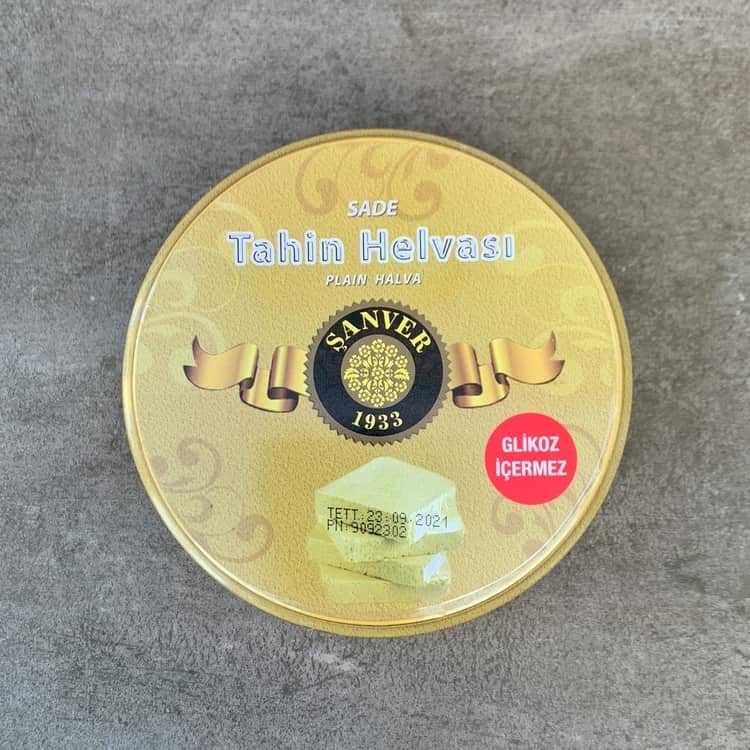 SADE
Tahin Helvası
PLAIN HALVA
ŞANVER
1933
GLİKOZ
İÇERMEZ
TETT:23.09.2021
PN:9092302